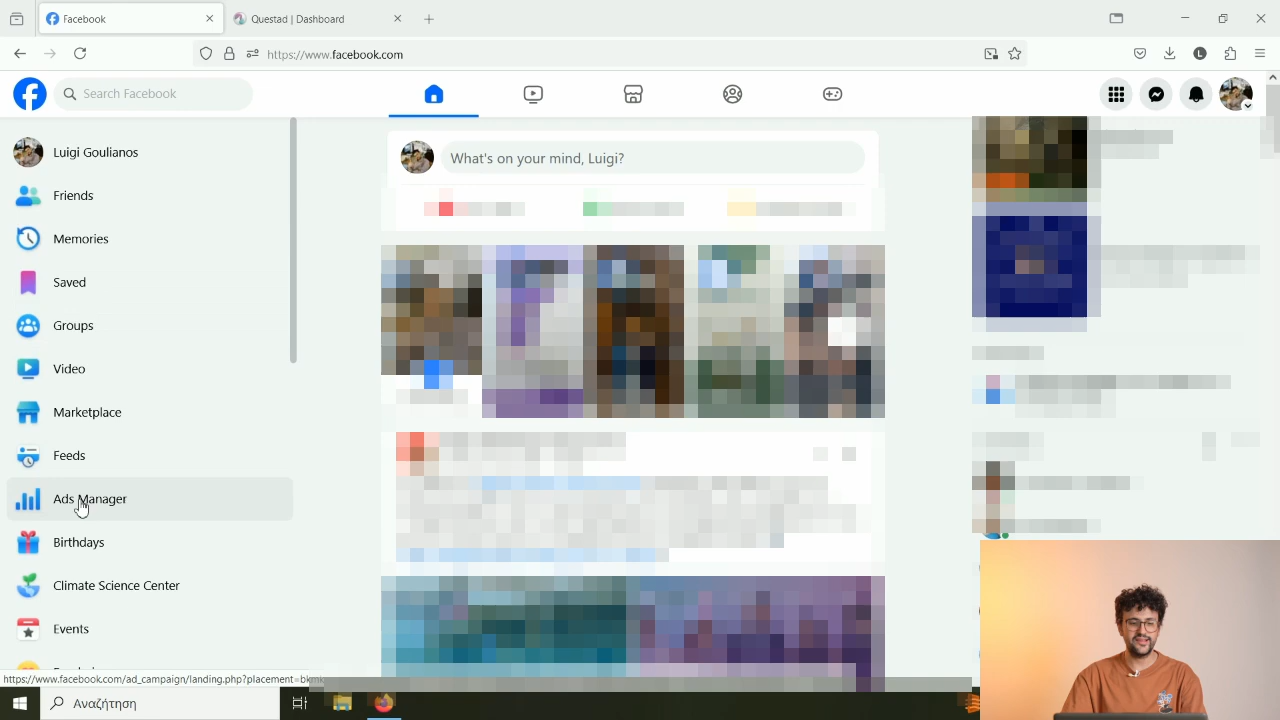 Facebook
Questad | Dashboard
https://www.facebook.com
Search Facebook
Luigi Goulianos
What's on your mind, Luigi?
Friends
Memories
Saved
Groups
Video
Marketplace
Feeds
Ads Manager
Birthdays
Climate Science Center
Events
https://www.facebook.com/ad_campaign/landing.php?placement=bkmk
Αναζήτηση